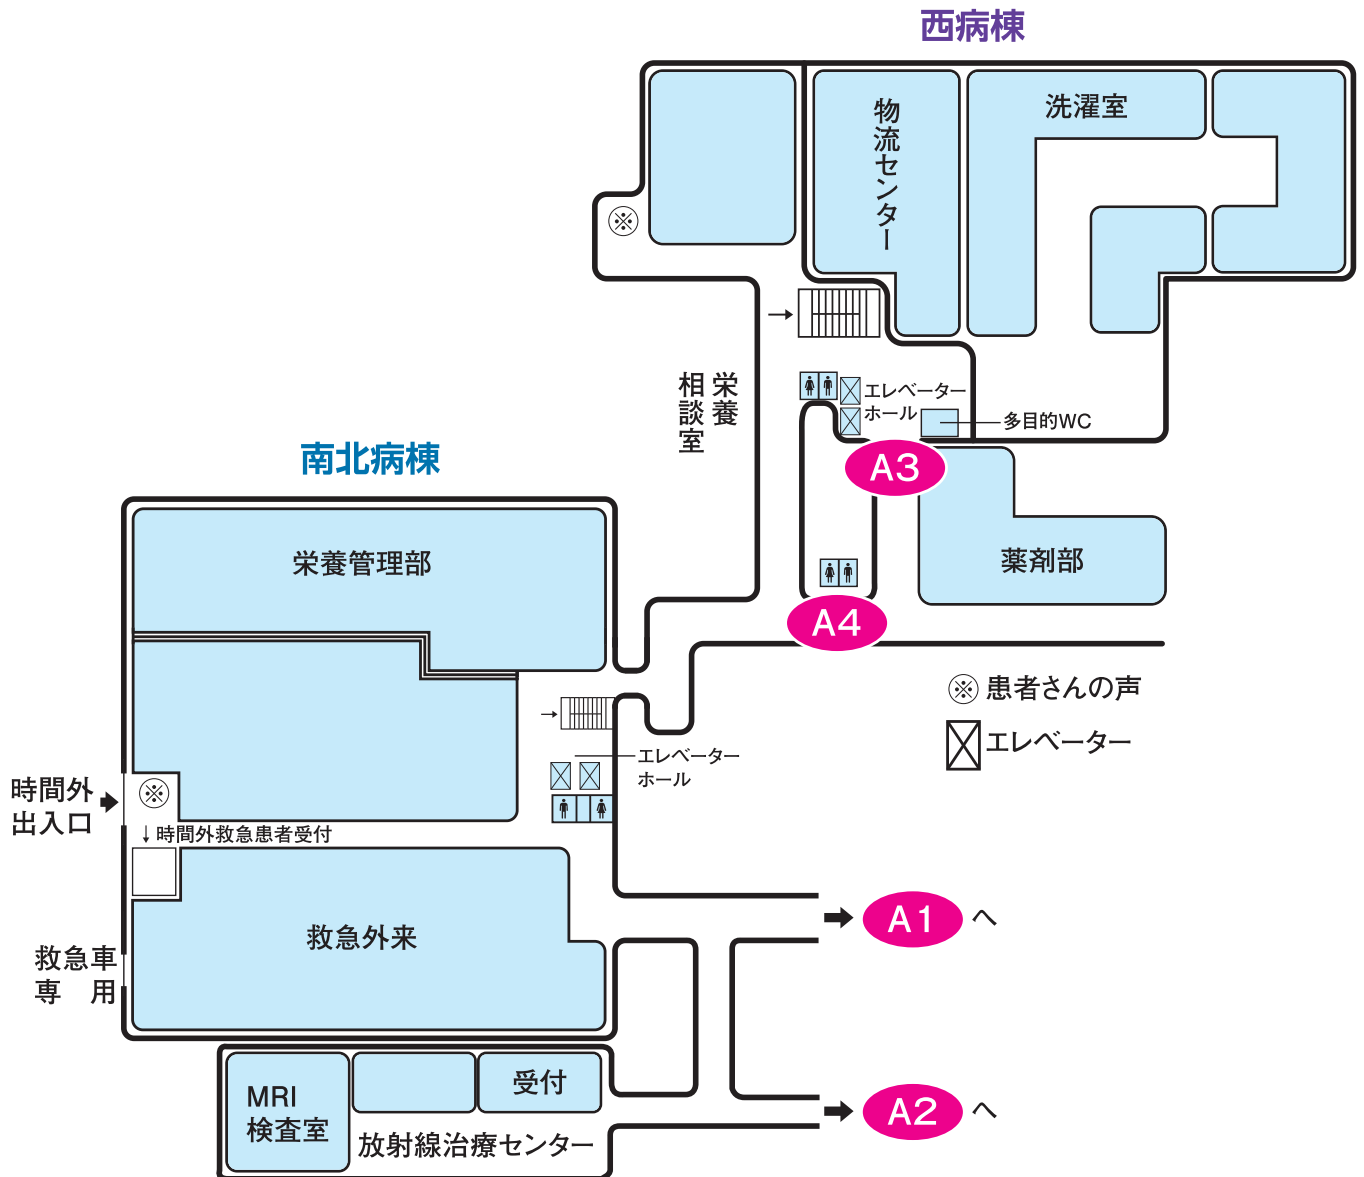 西病棟
物流センター
洗濯室
※
栄養
相談室
エレベーター
ホール
多目的WC
A3
南北病棟
栄養管理部
薬剤部
A4
※患者さんの声
エレベーター
エレベーター
ホール
時間外
出入口
※
↓時間外救急患者受付
救急外来
A1 へ
救急車
専 用
MRI
検査室
受付
放射線治療センター
A2 へ